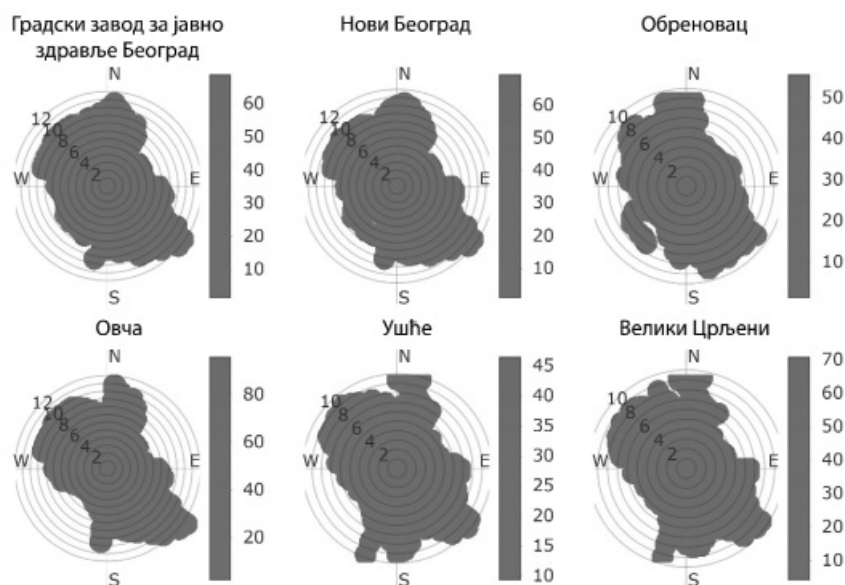 Градски завод за јавно
здравље Београд
N
12
10
8
6
4
2
W
E
S
60
50
40
30
20
10
Нови Београд
N
12
10
8
6
4
2
W
E
S
60
50
40
30
20
10
Обреновац
N
10
8
6
4
2
W
E
S
50
40
30
20
10
Овча
N
12
10
8
6
4
2
W
E
S
80
60
40
20
Ушће
N
10
8
6
4
2
W
E
S
45
40
35
30
25
20
15
10
Велики Црљени
N
10
8
6
4
2
W
E
S
70
60
50
40
30
20
10